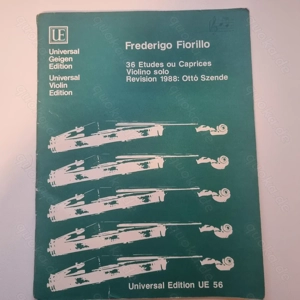 UE
Universal
Geigen
Edition
Universal
Violin
Edition
Federigo Fiorillo
36 Etudes ou Caprices
Violino solo
Revision 1988: Ottó Szende
Universal Edition UE 56